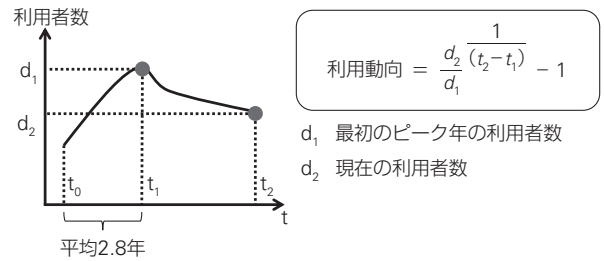 利用者数
d₁
d₂
t₀
t₁
t₂
t
平均2.8年
利用動向 = d₂/d₁ ^ 1/(t₂−t₁) − 1
d₁ 最初のピーク年の利用者数
d₂ 現在の利用者数